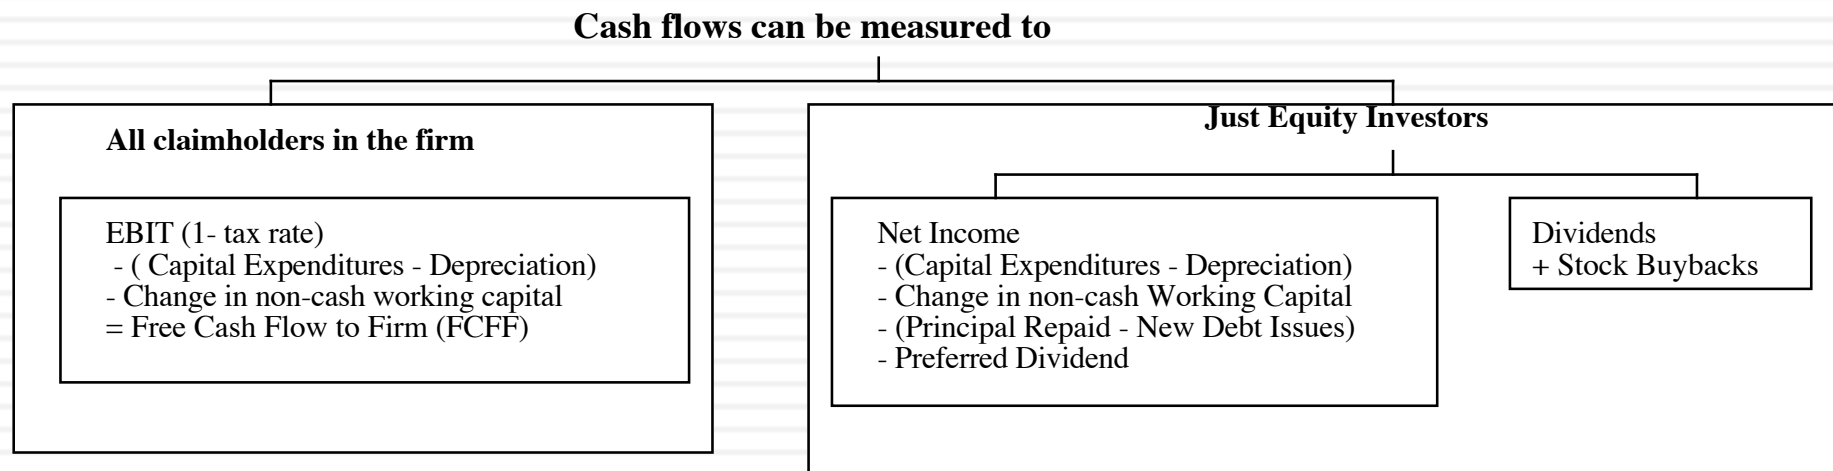 Cash flows can be measured to
All claimholders in the firm
EBIT (1- tax rate)
- ( Capital Expenditures - Depreciation)
- Change in non-cash working capital
= Free Cash Flow to Firm (FCFF)
Just Equity Investors
Net Income
- (Capital Expenditures - Depreciation)
- Change in non-cash Working Capital
- (Principal Repaid - New Debt Issues)
- Preferred Dividend
Dividends
+ Stock Buybacks